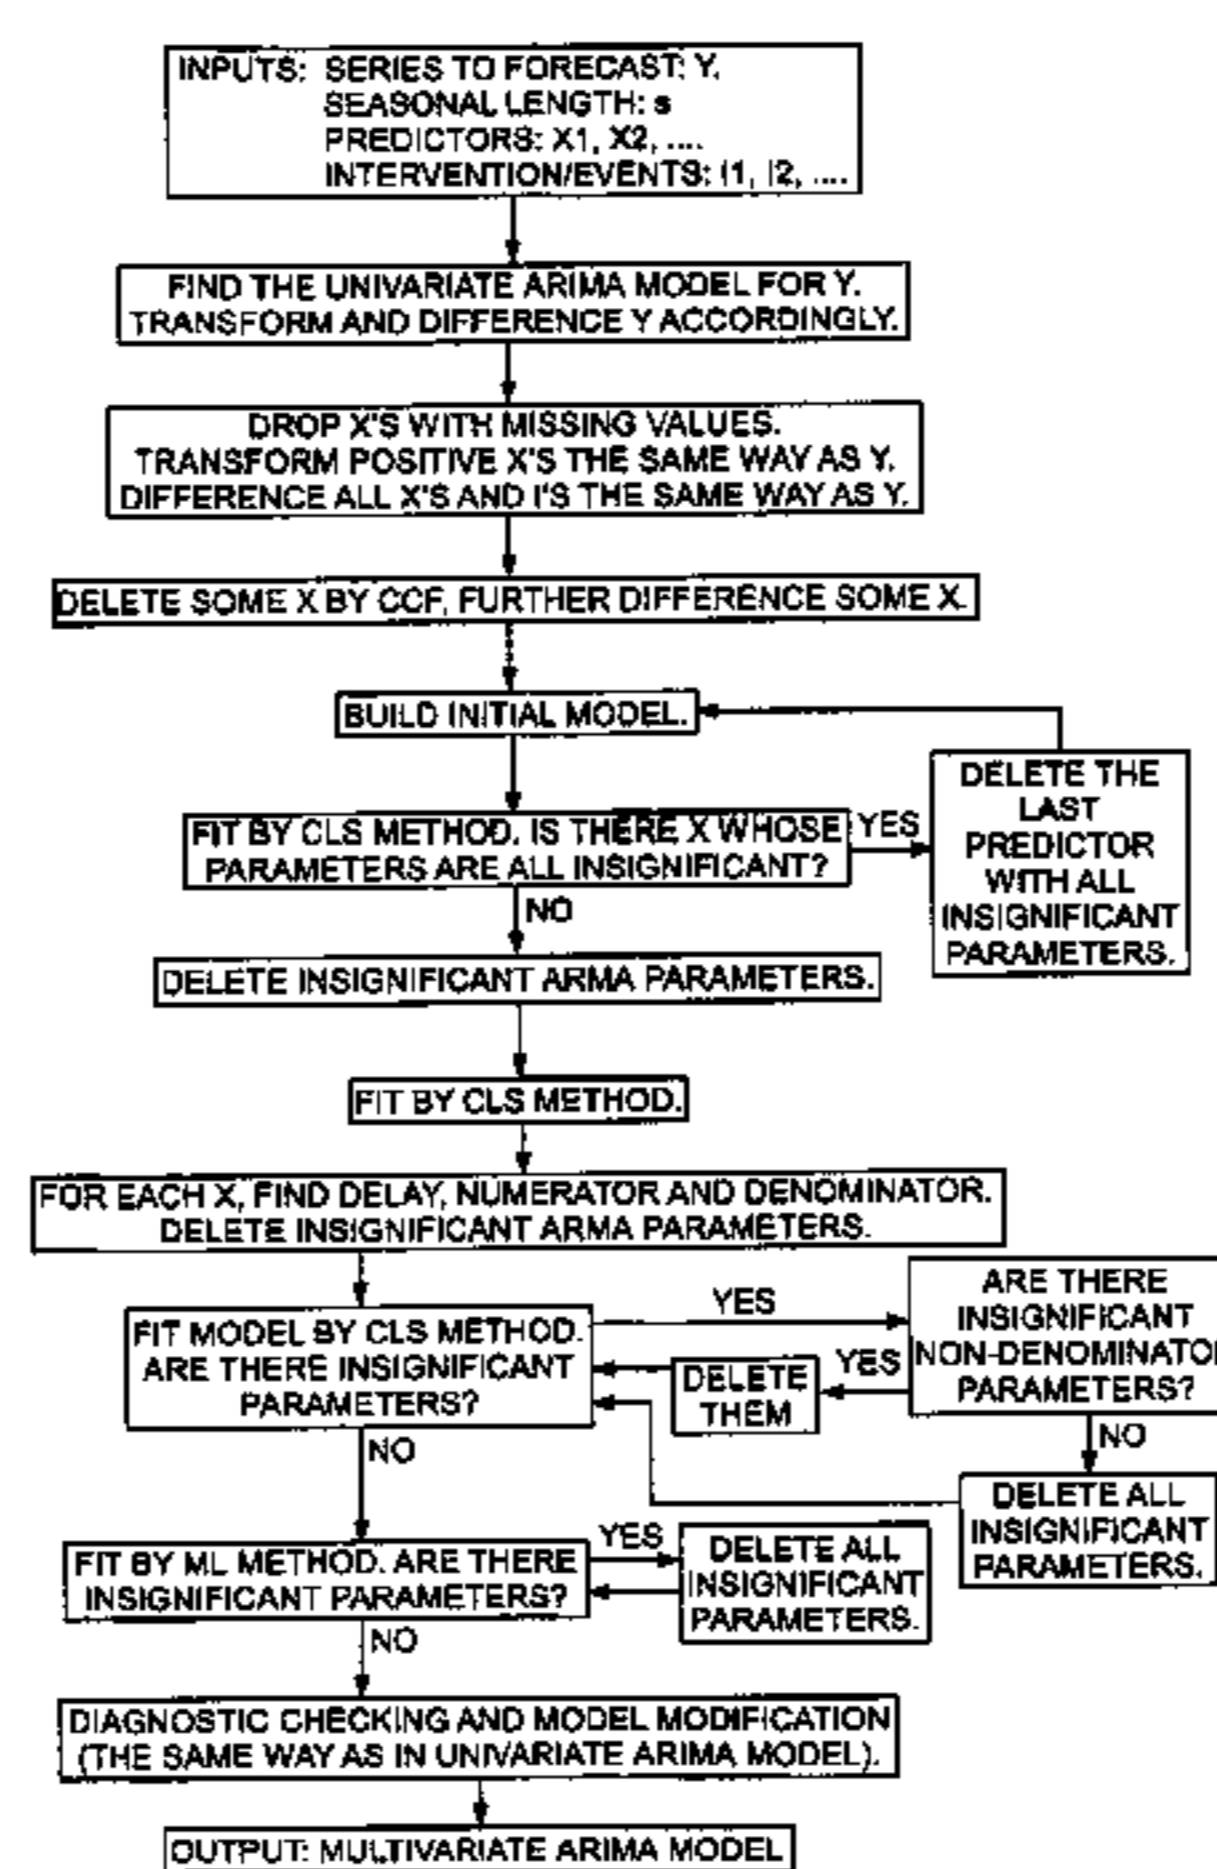 INPUTS: SERIES TO FORECAST: Y.
SEASONAL LENGTH: s
PREDICTORS: X1, X2, ....
INTERVENTION/EVENTS: I1, I2, ....
FIND THE UNIVARIATE ARIMA MODEL FOR Y.
TRANSFORM AND DIFFERENCE Y ACCORDINGLY.
DROP X'S WITH MISSING VALUES.
TRANSFORM POSITIVE X'S THE SAME WAY AS Y.
DIFFERENCE ALL X'S AND I'S THE SAME WAY AS Y.
DELETE SOME X BY CCF, FURTHER DIFFERENCE SOME X.
BUILD INITIAL MODEL.
FIT BY CLS METHOD. IS THERE X WHOSE
PARAMETERS ARE ALL INSIGNIFICANT?
YES
DELETE THE
LAST
PREDICTOR
WITH ALL
INSIGNIFICANT
PARAMETERS.
NO
DELETE INSIGNIFICANT ARMA PARAMETERS.
FIT BY CLS METHOD.
FOR EACH X, FIND DELAY, NUMERATOR AND DENOMINATOR.
DELETE INSIGNIFICANT ARMA PARAMETERS.
FIT MODEL BY CLS METHOD.
ARE THERE INSIGNIFICANT
PARAMETERS?
YES
ARE THERE
INSIGNIFICANT
NON-DENOMINATO
PARAMETERS?
YES
DELETE
THEM
NO
DELETE ALL
INSIGNIFICANT
PARAMETERS.
NO
FIT BY ML METHOD. ARE THERE
INSIGNIFICANT PARAMETERS?
YES
DELETE ALL
INSIGNIFICANT
PARAMETERS.
NO
DIAGNOSTIC CHECKING AND MODEL MODIFICATION
(THE SAME WAY AS IN UNIVARIATE ARIMA MODEL).
OUTPUT: MULTIVARIATE ARIMA MODEL